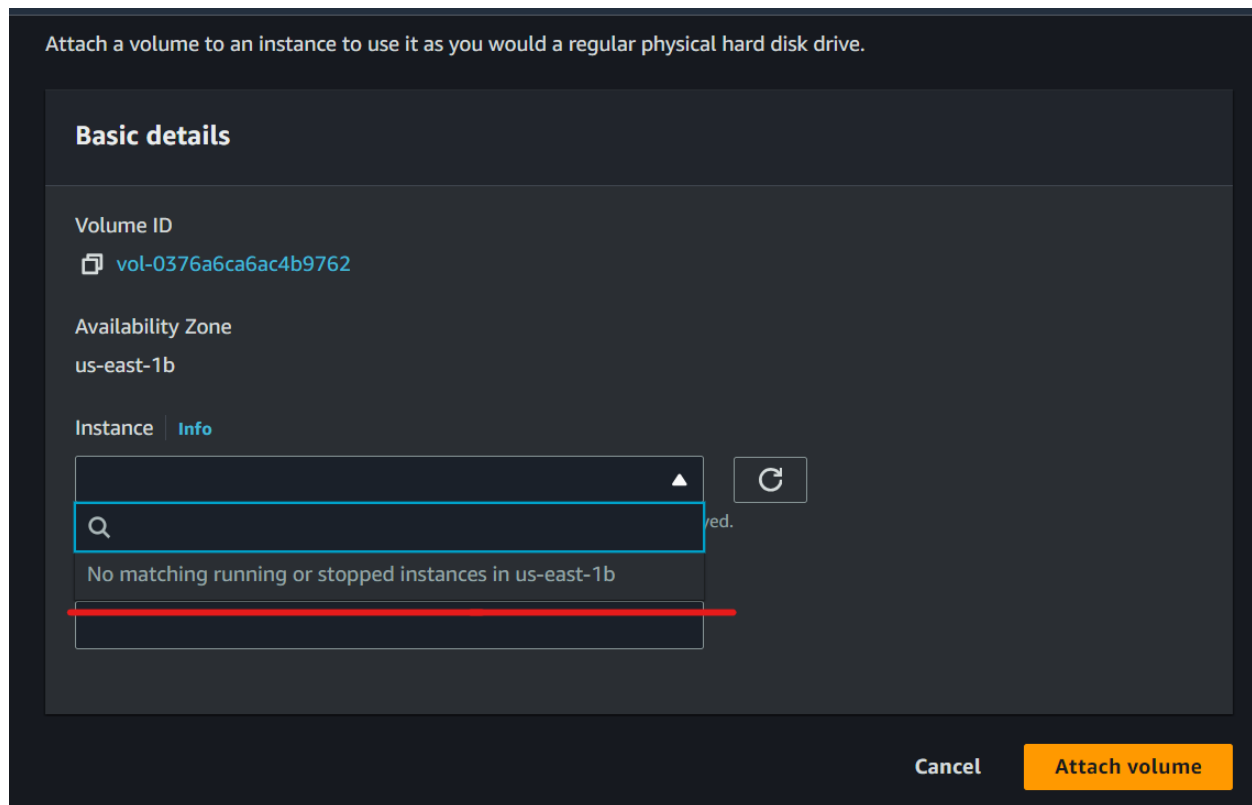 Attach a volume to an instance to use it as you would a regular physical hard disk drive.
Basic details
Volume ID
vol-0376a6ca6ac4b9762
Availability Zone
us-east-1b
Instance Info
No matching running or stopped instances in us-east-1b
Cancel Attach volume